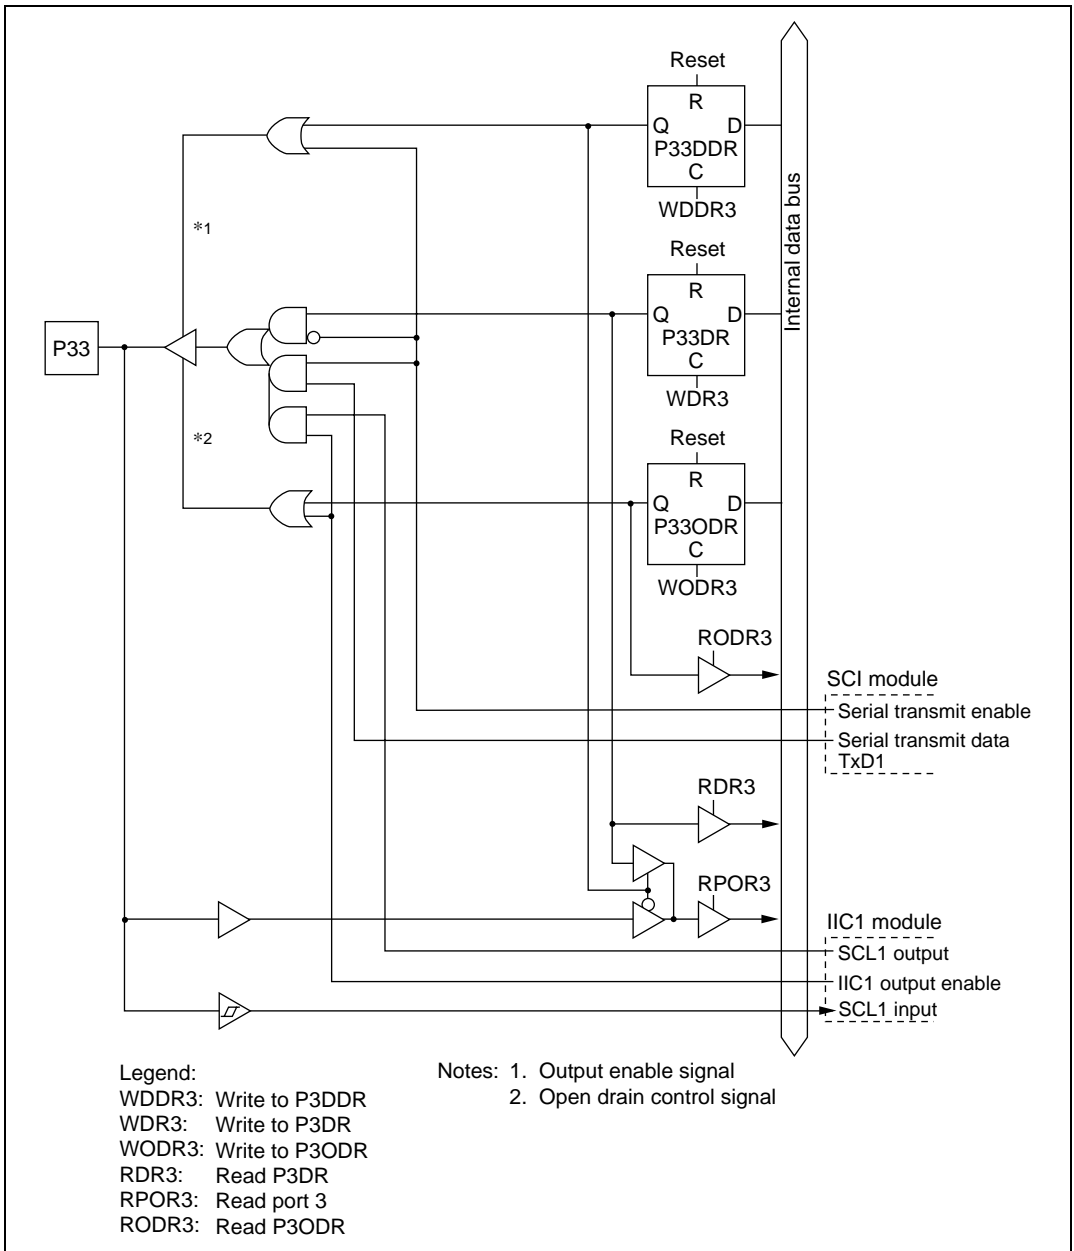 Reset
R
Q D
P33DDR
C
WDDR3
Internal data bus
*1
Reset
R
Q D
P33DR
C
WDR3
P33
*2
Reset
R
Q D
P33ODR
C
WODR3
RODR3
SCI module
Serial transmit enable
Serial transmit data
TxD1
RDR3
RPOR3
IIC1 module
SCL1 output
IIC1 output enable
SCL1 input
Legend:
WDDR3: Write to P3DDR
WDR3: Write to P3DR
WODR3: Write to P3ODR
RDR3: Read P3DR
RPOR3: Read port 3
RODR3: Read P3ODR
Notes: 1. Output enable signal
2. Open drain control signal